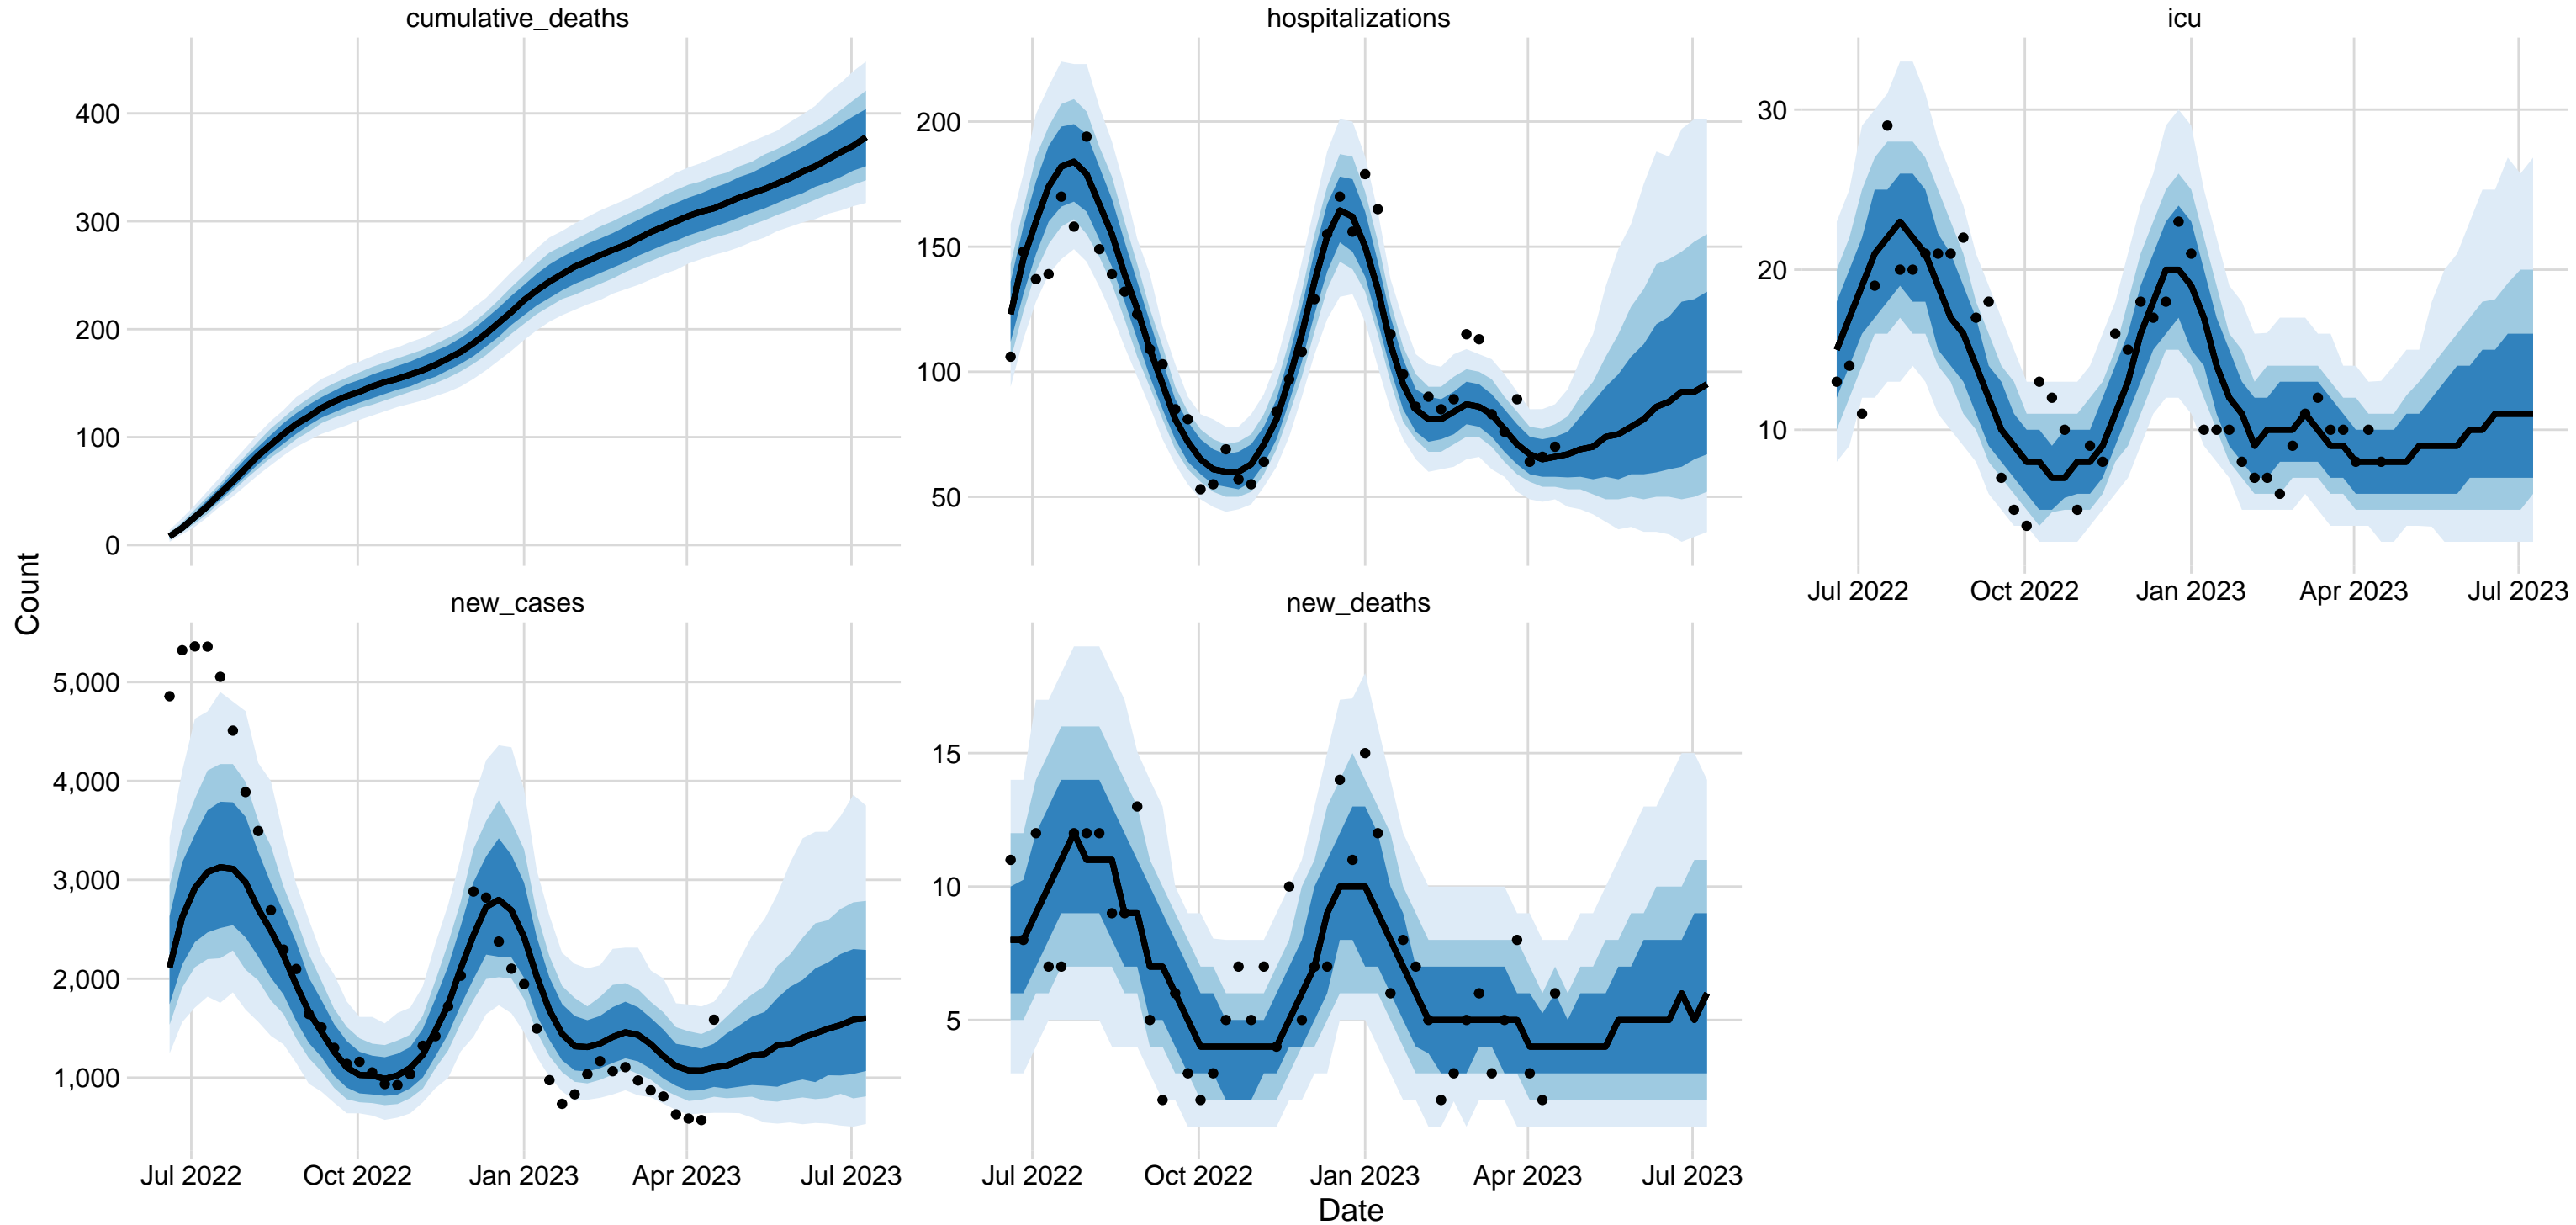 cumulative_deaths
hospitalizations
icu
400
300
200
100
0
200
150
100
50
30
20
10
Jul 2022 Oct 2022 Jan 2023 Apr 2023 Jul 2023
Count
new_cases
new_deaths
5,000
4,000
3,000
2,000
1,000
15
10
5
Jul 2022 Oct 2022 Jan 2023 Apr 2023 Jul 2023
Jul 2022 Oct 2022 Jan 2023 Apr 2023 Jul 2023
Date